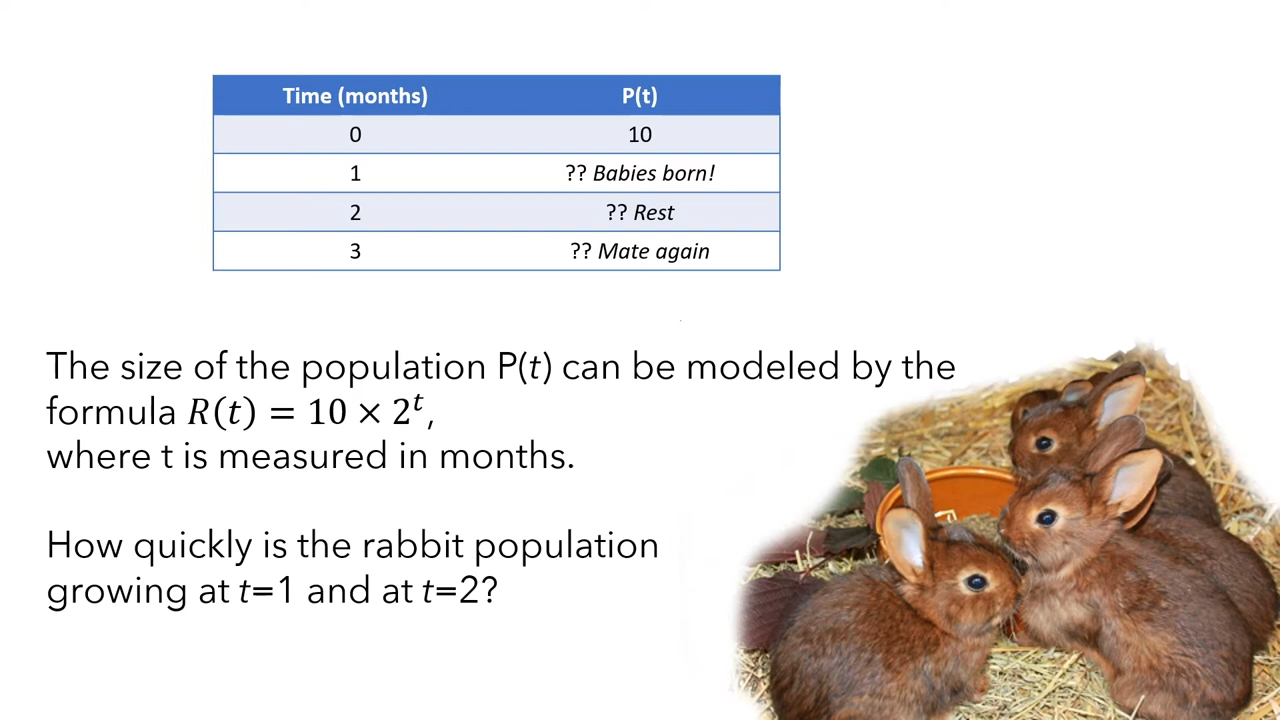 Time (months) P(t)
0 10
1 ?? Babies born!
2 ?? Rest
3 ?? Mate again
The size of the population P(t) can be modeled by the
formula R(t) = 10 × 2^t,
where t is measured in months.
How quickly is the rabbit population
growing at t=1 and at t=2?